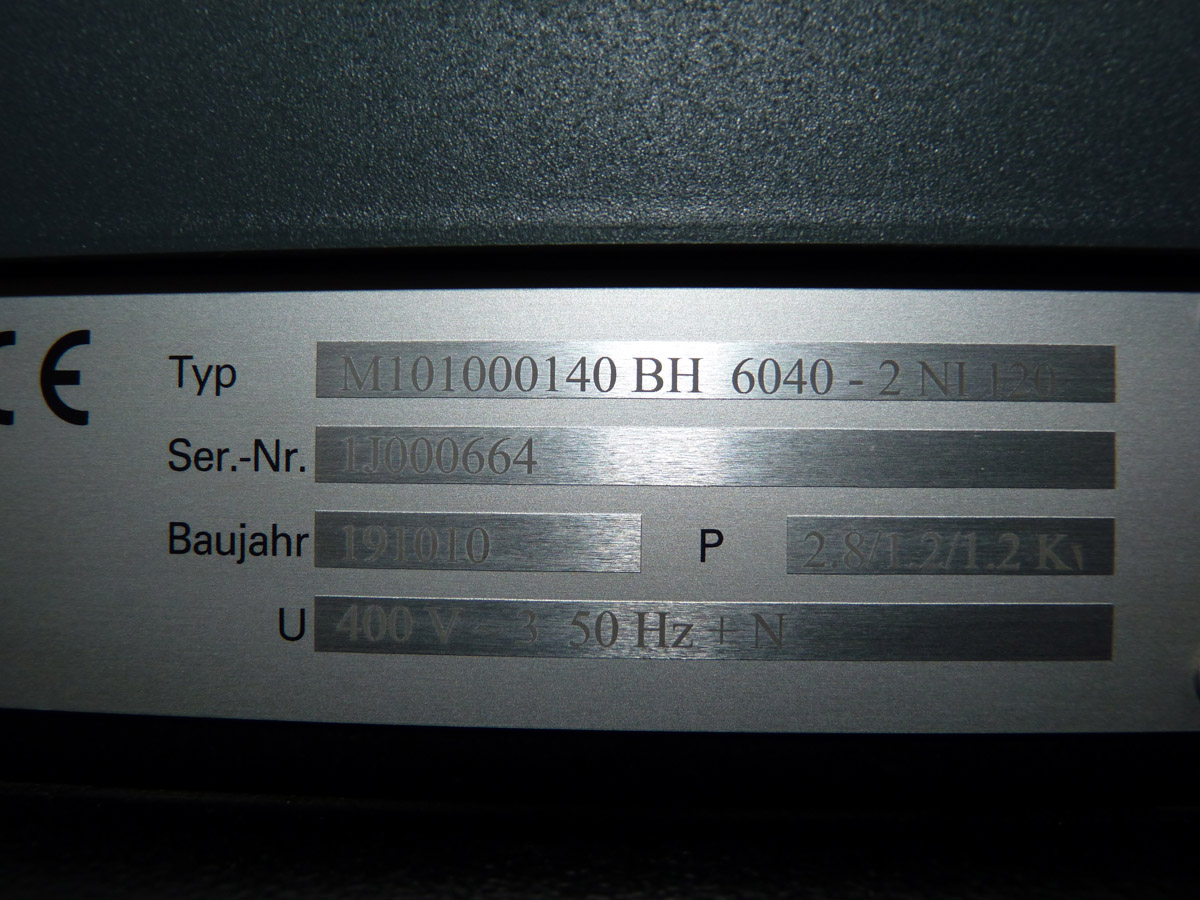 CE
Typ M101000140 BH 6040 - 2 NI 120
Ser.-Nr. 1J000664
Baujahr 191010 P 2.8/1.2/1.2
U 400 V 3 50 Hz + N